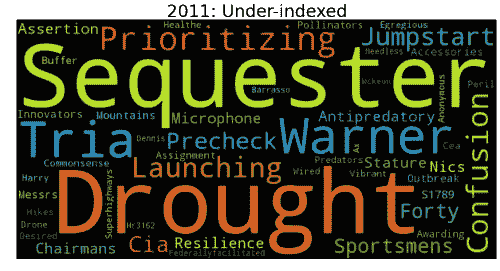 2011: Under-indexed
Assertion
Healthe
Pollinators
Egregious
Prioritizing
Jumpstart
Needless
Accessories
Buffer
Sequester
Mckeon
Barrasso
Peril
Anonymous
Innovators
Mountains
Microphone
Antipredatory
Confusion
Tria
Dennis
Precheck
Warner
Aa
Cea
Commonsense
Assignment
Predators
Stature
Launching
Wired
Vibrant
Nics
Outbreak
Harry
Superhighways
Drought
Forty
S1789
Messrs
Hikes
Hr3162
Awarding
Drone
Cia
Resilience
Sportsmens
Desired
Chairmans
Federallyfacilitated